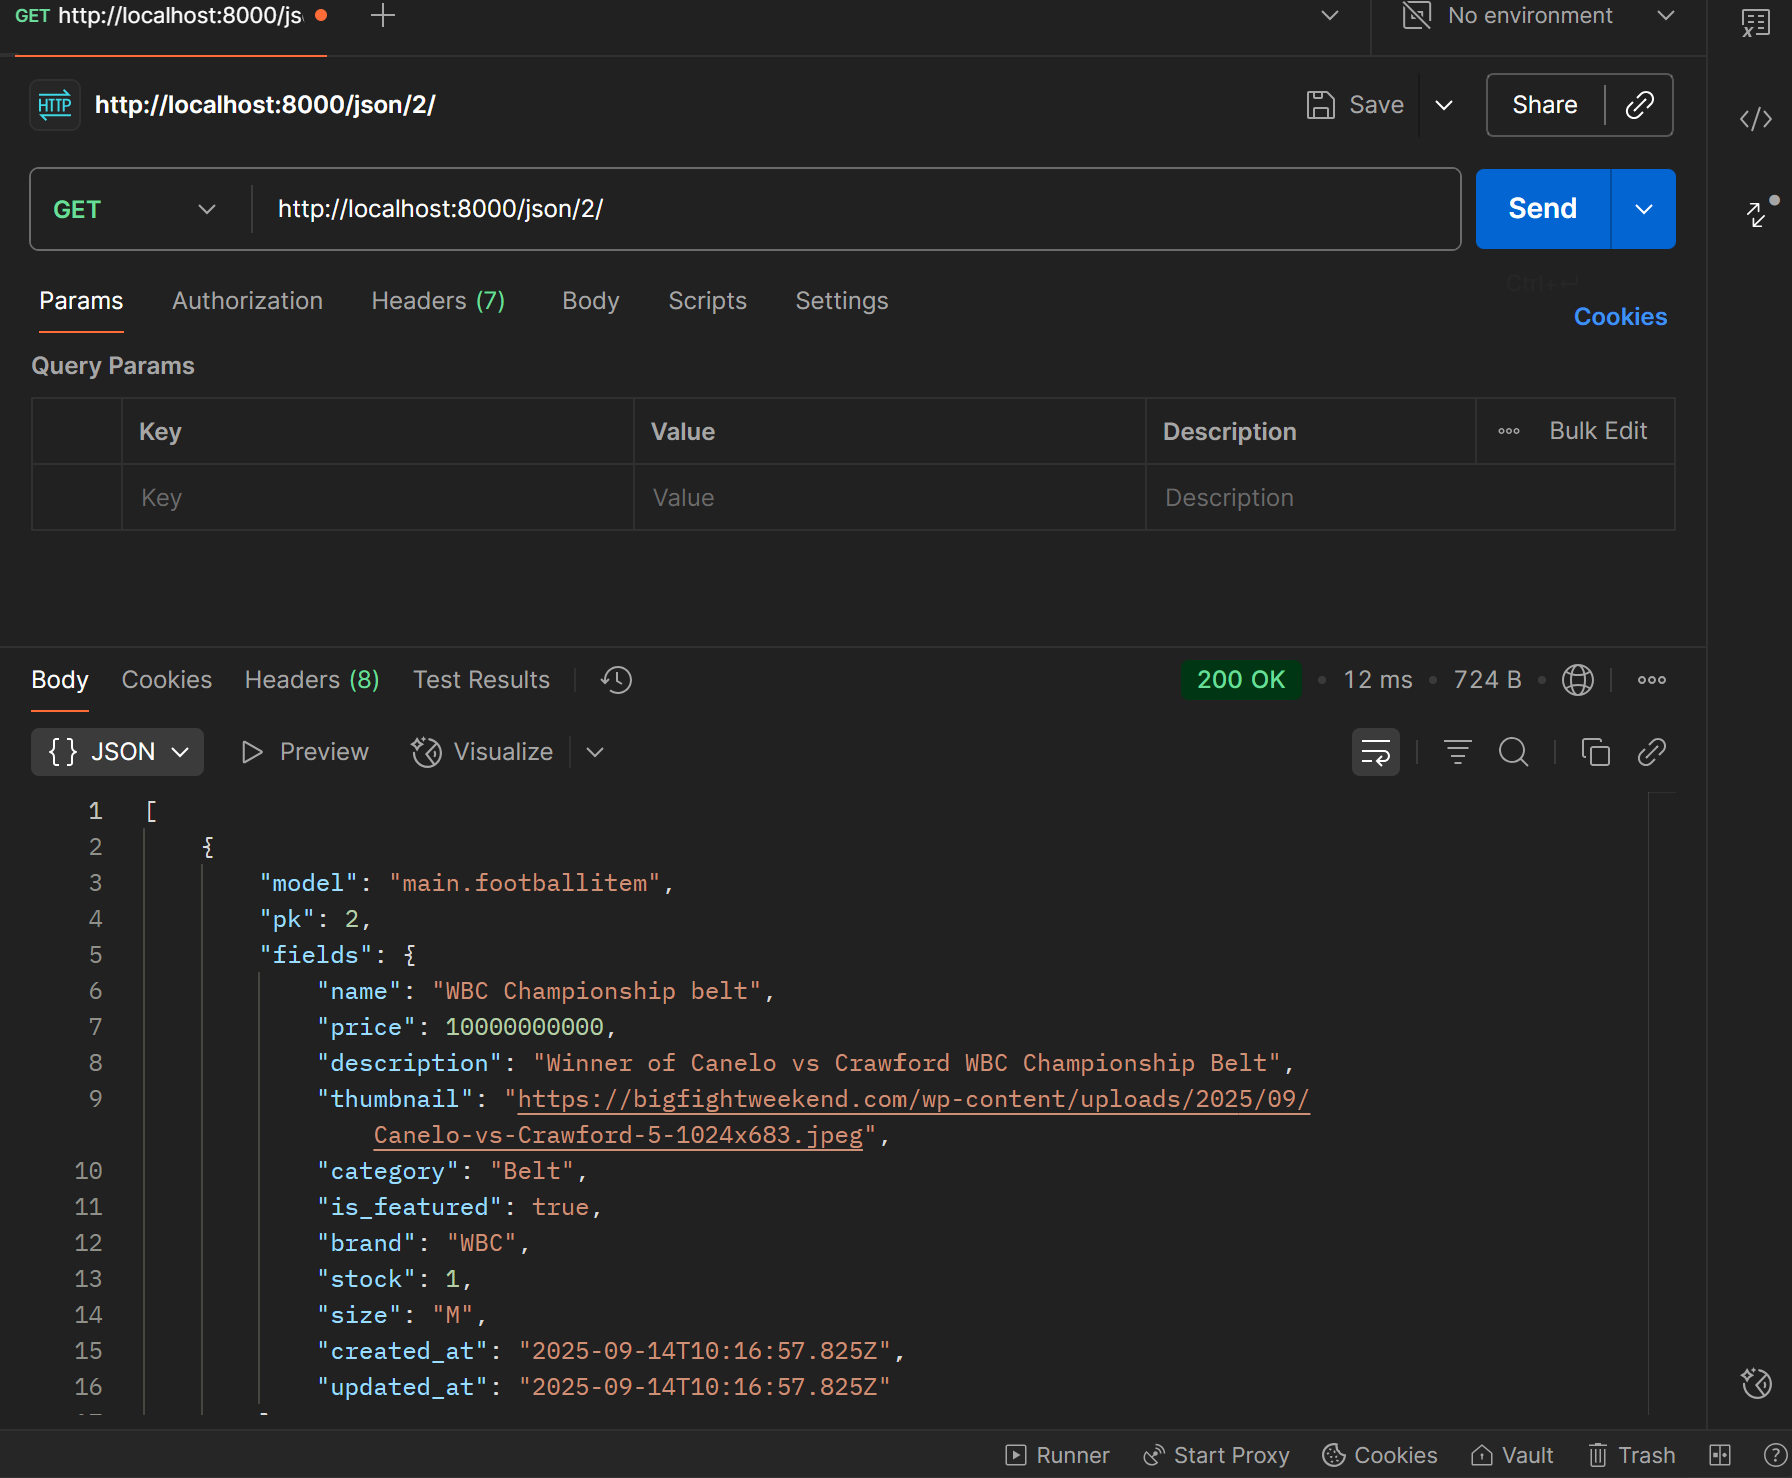 GET http://localhost:8000/js
No environment
HTTP http://localhost:8000/json/2/
Save
Share
GET
http://localhost:8000/json/2/
Send
Ctrl+↵
Params Authorization Headers (7) Body Scripts Settings
Cookies
Query Params
Key Value Description Bulk Edit
Key Value Description
Body Cookies Headers (8) Test Results
200 OK • 12 ms • 724 B
{} JSON Preview Visualize
1 [
2 {
3 "model": "main.footballitem",
4 "pk": 2,
5 "fields": {
6 "name": "WBC Championship belt",
7 "price": 10000000000,
8 "description": "Winner of Canelo vs Crawford WBC Championship Belt",
9 "thumbnail": "https://bigfightweekend.com/wp-content/uploads/2025/09/
Canelo-vs-Crawford-5-1024x683.jpeg",
10 "category": "Belt",
11 "is_featured": true,
12 "brand": "WBC",
13 "stock": 1,
14 "size": "M",
15 "created_at": "2025-09-14T10:16:57.825Z",
16 "updated_at": "2025-09-14T10:16:57.825Z"
Runner Start Proxy Cookies Vault Trash